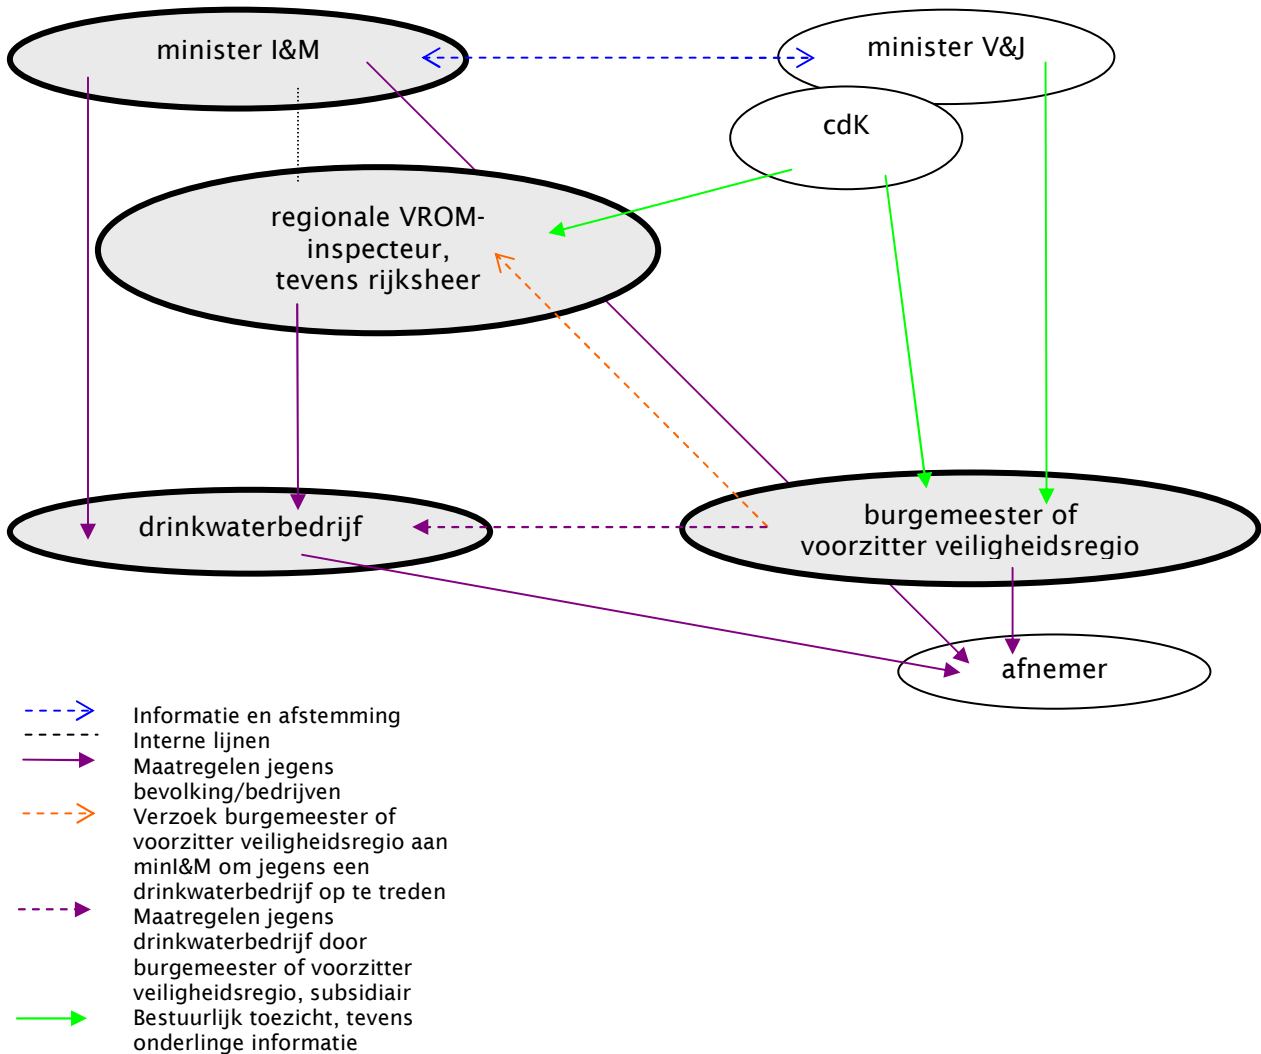 minister I&M
minister V&J
cdK
regionale VROM-
inspecteur,
tevens rijksheer
drinkwaterbedrijf
burgemeester of
voorzitter veiligheidsregio
afnemer
Informatie en afstemming
Interne lijnen
Maatregelen jegens
bevolking/bedrijven
Verzoek burgemeester of
voorzitter veiligheidsregio aan
minI&M om jegens een
drinkwaterbedrijf op te treden
Maatregelen jegens
drinkwaterbedrijf door
burgemeester of voorzitter
veiligheidsregio, subsidiair
Bestuurlijk toezicht, tevens
onderlinge informatie